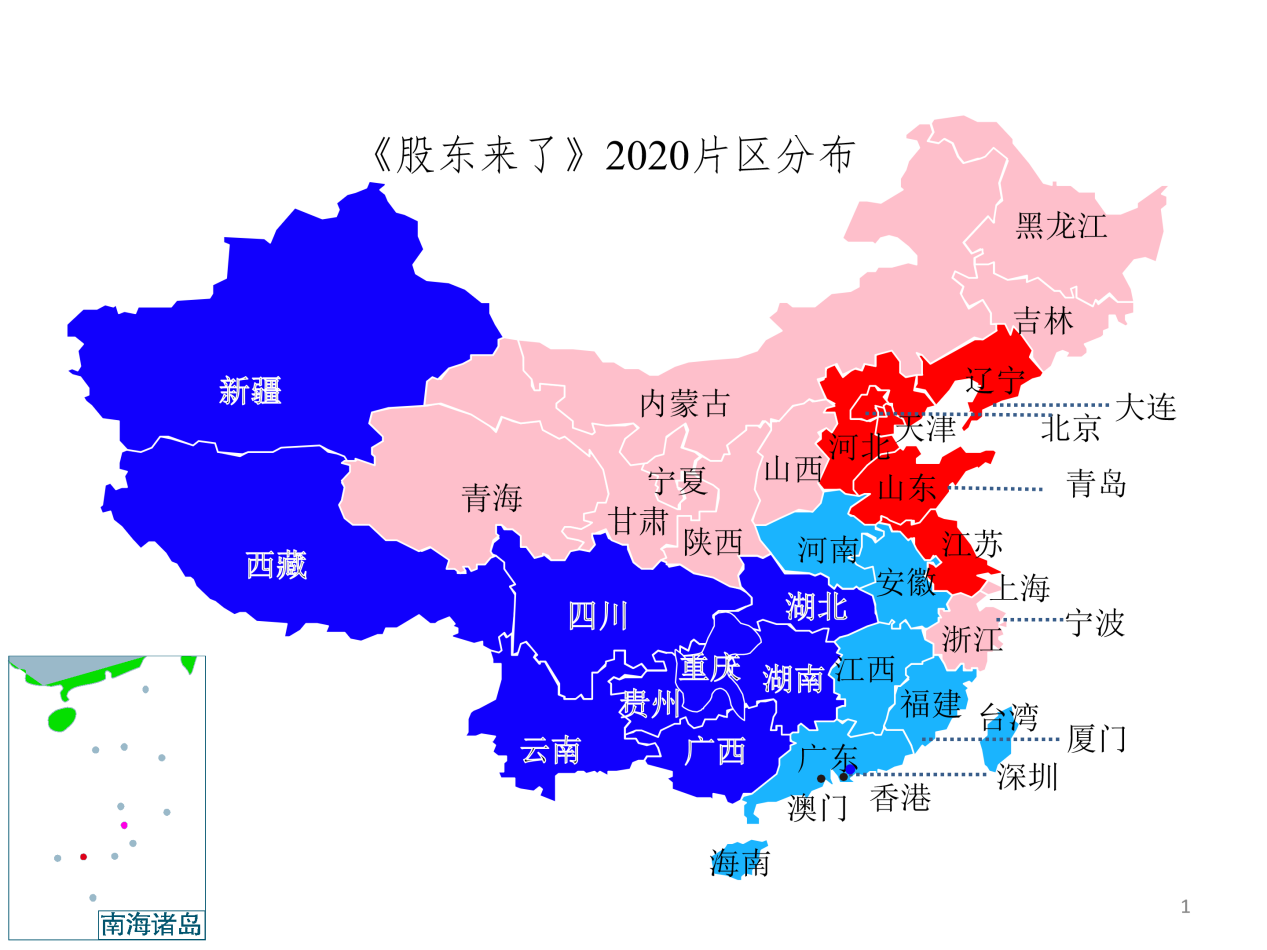 《股东来了》2020片区分布
黑龙江
吉林
新疆
内蒙古
辽宁
大连
天津
北京
河北
山西
宁夏
青海
山东
青岛
甘肃
陕西
河南
江苏
西藏
安徽
上海
四川
湖北
宁波
浙江
重庆
湖南
江西
贵州
福建
台湾
云南
广西
广东
厦门
深圳
澳门
香港
海南
南海诸岛
1